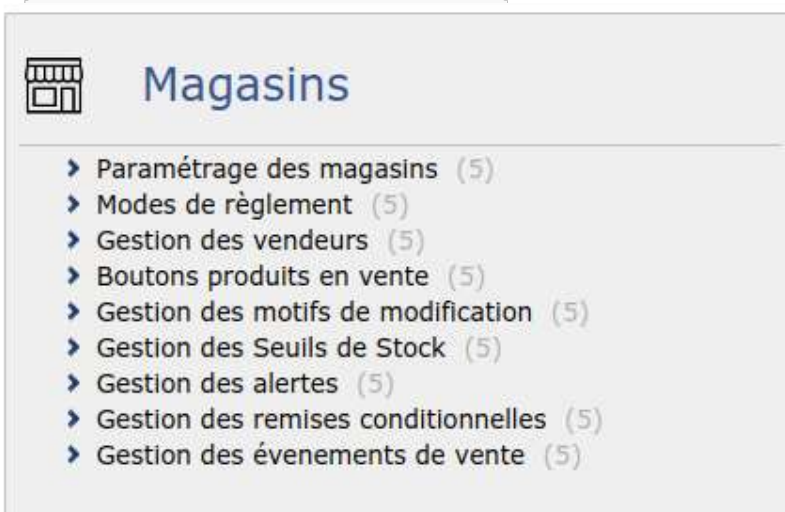 Magasins
Paramétrage des magasins (5)
Modes de règlement (5)
Gestion des vendeurs (5)
Boutons produits en vente (5)
Gestion des motifs de modification (5)
Gestion des Seuils de Stock (5)
Gestion des alertes (5)
Gestion des remises conditionnelles (5)
Gestion des évenements de vente (5)